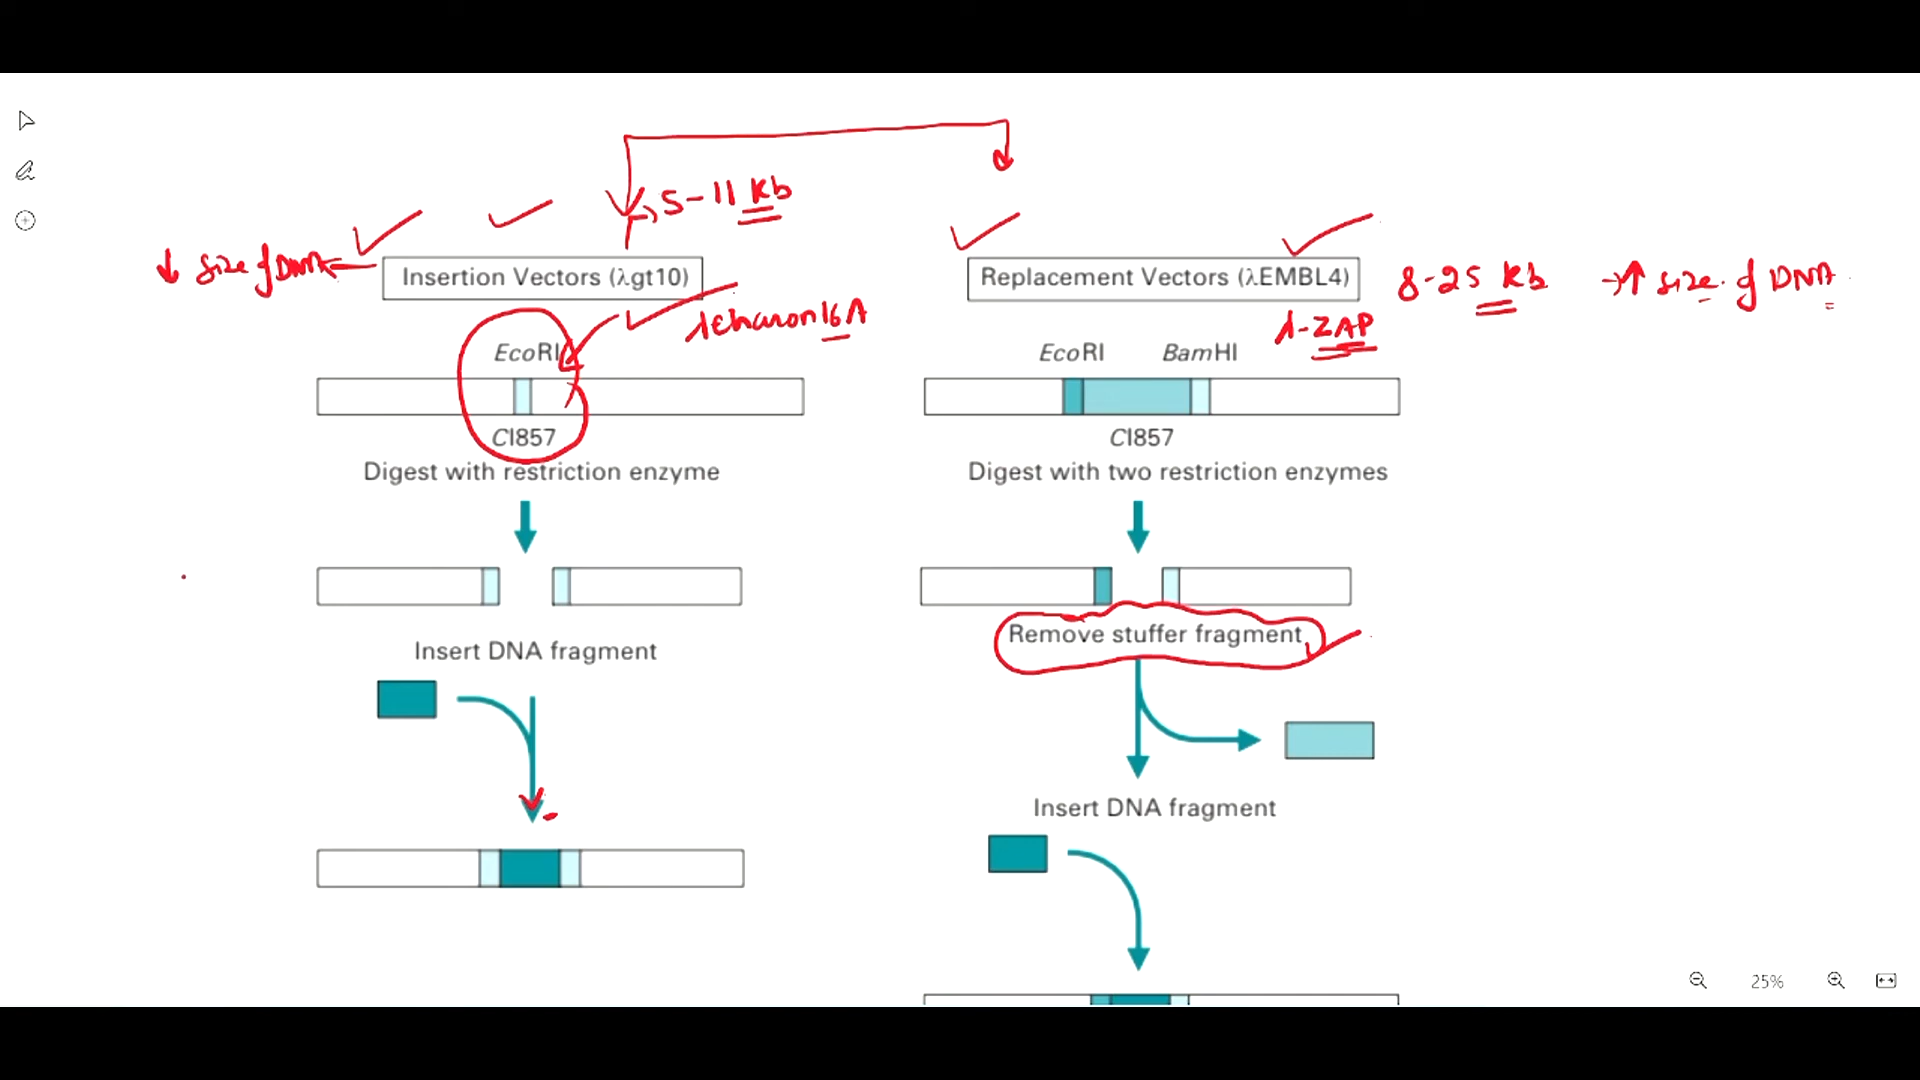 5-11 Kb
↓ Size of DNA
Insertion Vectors (λgt10)
Replacement Vectors (λEMBL4)
8-25 Kb → ↑ Size of DNA
λcharon16A
λ-ZAP
EcoRI
EcoRI BamHI
CI857
CI857
Digest with restriction enzyme
Digest with two restriction enzymes
Remove stuffer fragment
Insert DNA fragment
Insert DNA fragment
25%